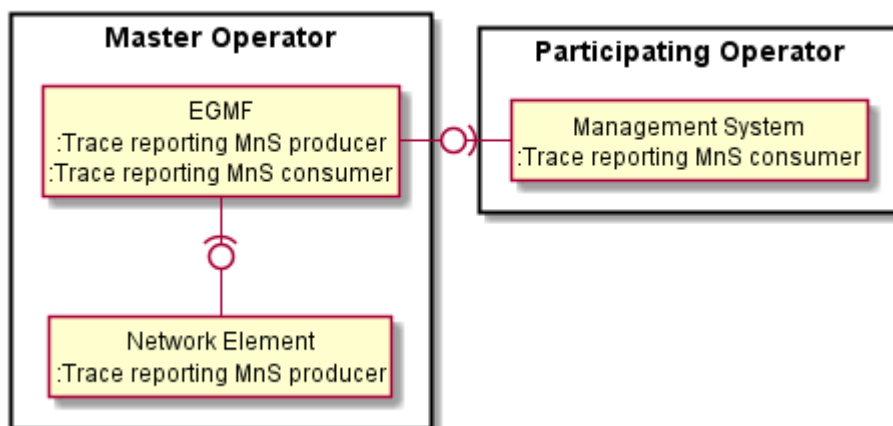 Master Operator
EGMF
:Trace reporting MnS producer
:Trace reporting MnS consumer
Network Element
:Trace reporting MnS producer
Participating Operator
Management System
:Trace reporting MnS consumer